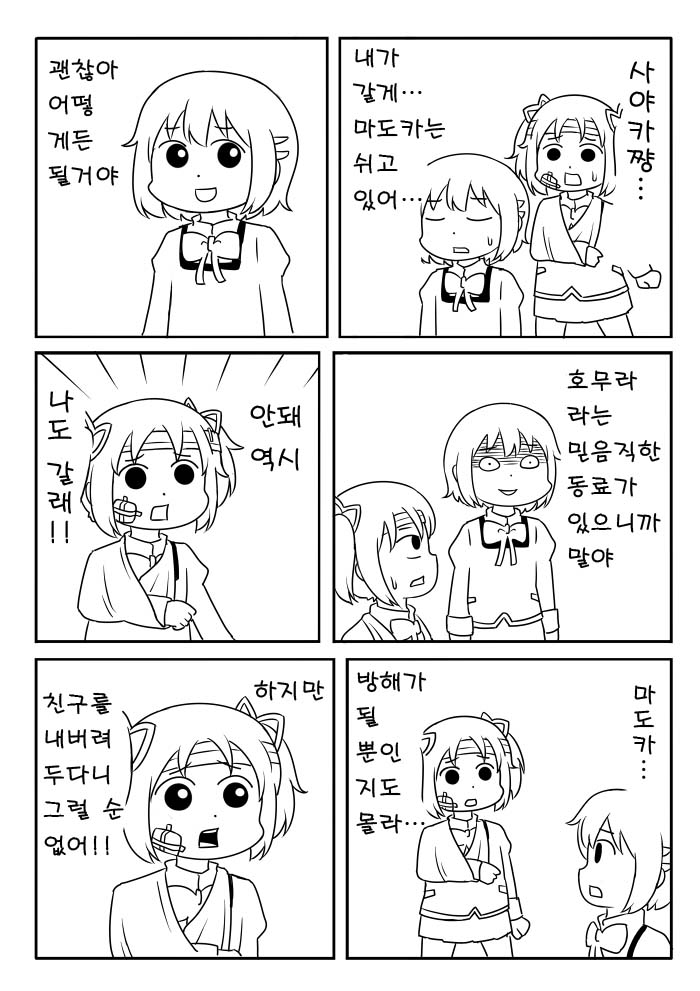 사야카쨩…
내가
갈게…
마도카는
쉬고
있어…
괜찮아
어떻
게든
될거야
호무라
라는
믿음직한
동료가
있으니까
말야
안돼
역시
나도 갈래!!
마도카…
방해가
될
뿐인
지도
몰라…
하지만
친구를
내버려
두다니
그럴 순
없어!!